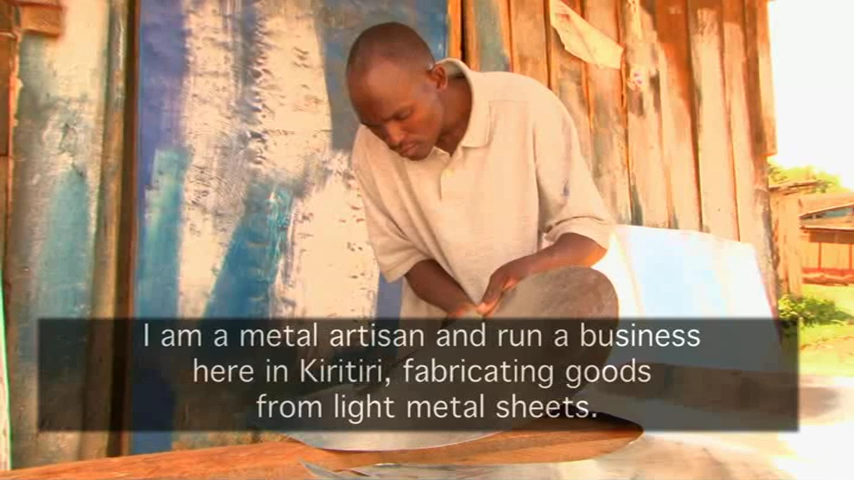 I am a metal artisan and run a business
here in Kiritiri, fabricating goods
from light metal sheets.